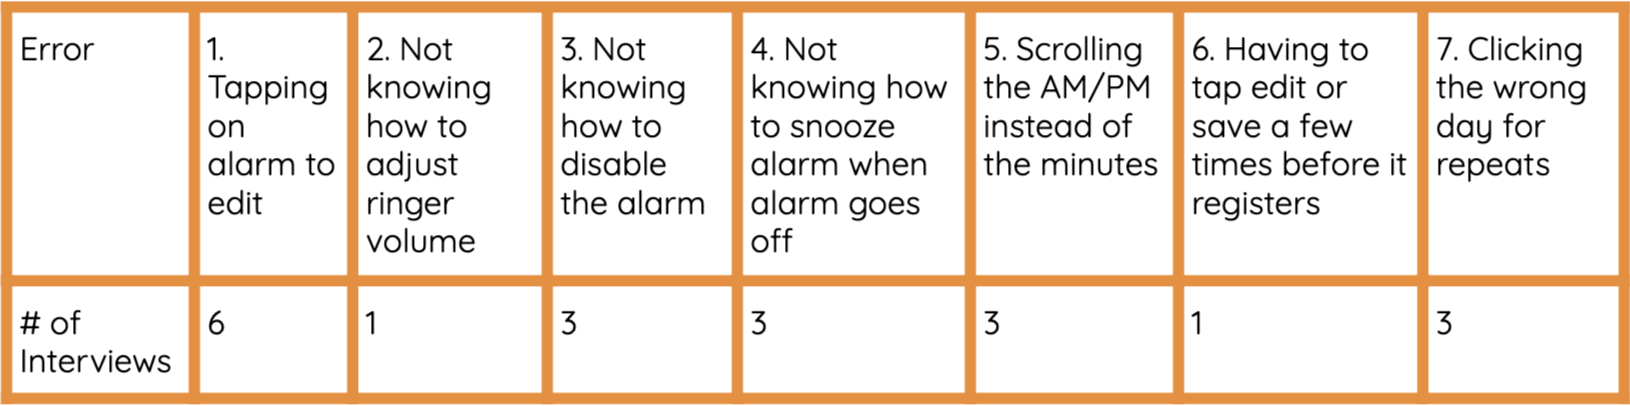 Error
1.
Tapping
on
alarm to
edit
2. Not
knowing
how to
adjust
ringer
volume
3. Not
knowing
how to
disable
the alarm
4. Not
knowing how
to snooze
alarm when
alarm goes
off
5. Scrolling
the AM/PM
instead of
the minutes
6. Having to
tap edit or
save a few
times before it
registers
7. Clicking
the wrong
day for
repeats
# of
Interviews
6
1
3
3
3
1
3